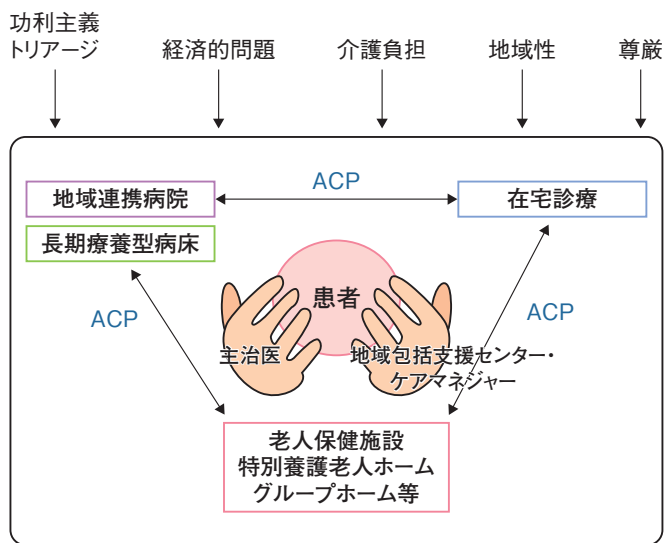 功利主義
トリアージ
経済的問題
介護負担
地域性
尊厳
地域連携病院
ACP
在宅診療
長期療養型病床
患者
ACP
ACP
主治医
地域包括支援センター・
ケアマネジャー
老人保健施設
特別養護老人ホーム
グループホーム等